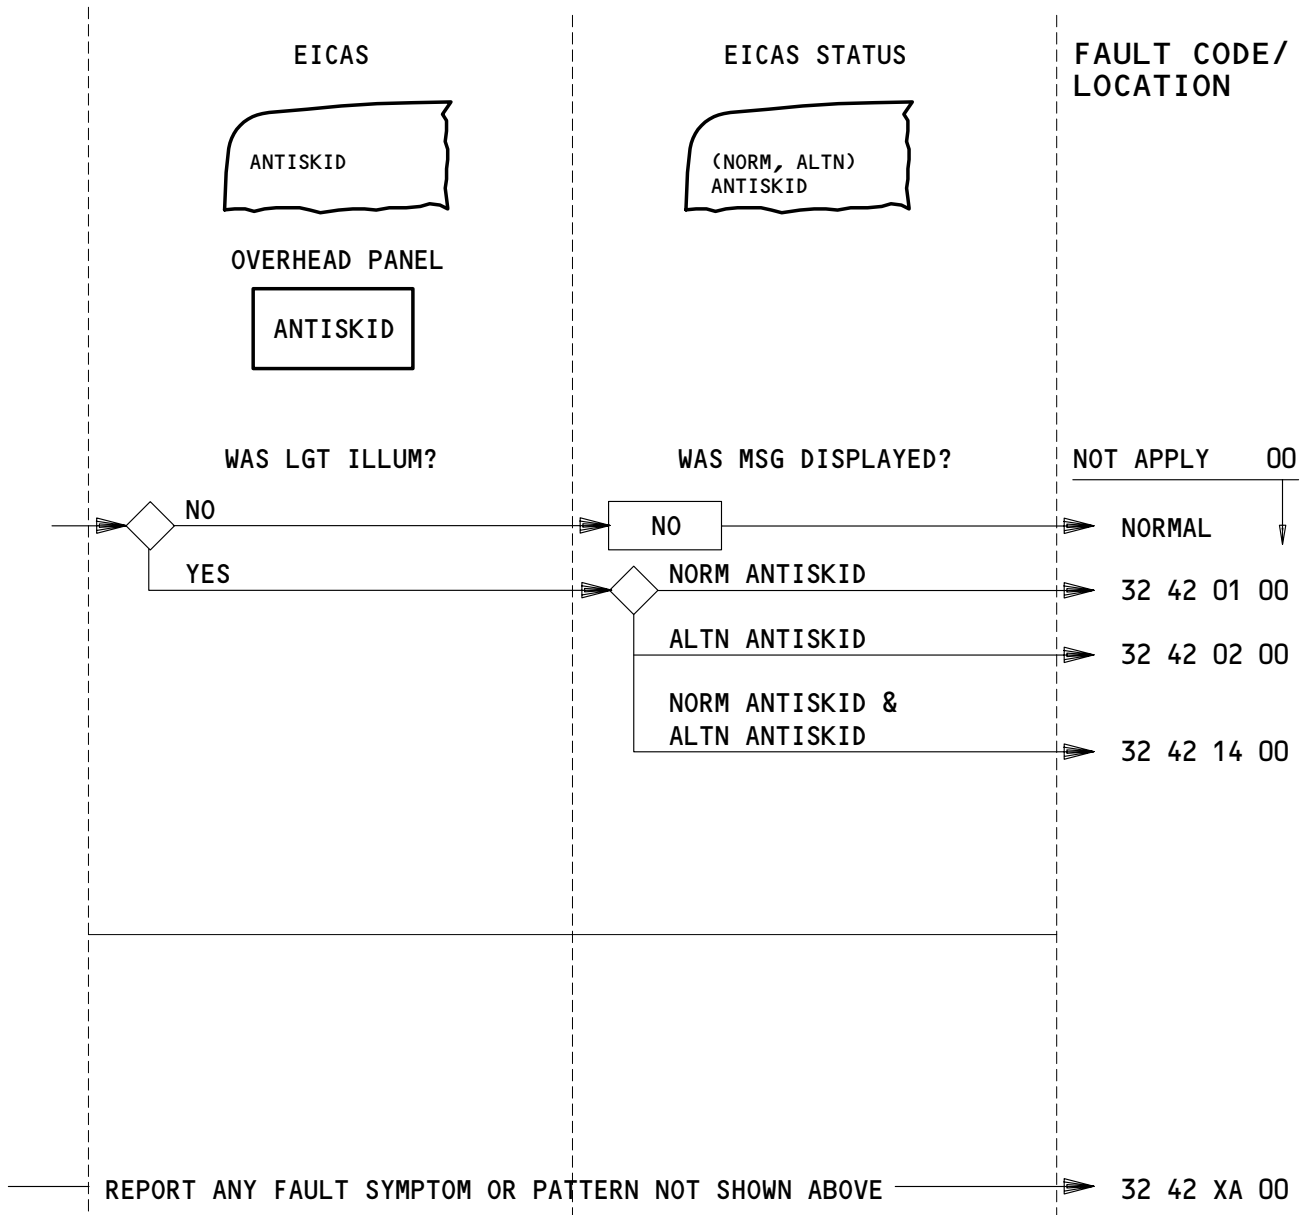 EICAS
EICAS STATUS
FAULT CODE/
LOCATION
ANTISKID
(NORM, ALTN)
ANTISKID
OVERHEAD PANEL
ANTISKID
WAS LGT ILLUM?
WAS MSG DISPLAYED?
NOT APPLY 00
NO
NO
NORMAL
YES
NORM ANTISKID
32 42 01 00
ALTN ANTISKID
32 42 02 00
NORM ANTISKID &
ALTN ANTISKID
32 42 14 00
REPORT ANY FAULT SYMPTOM OR PATTERN NOT SHOWN ABOVE
32 42 XA 00